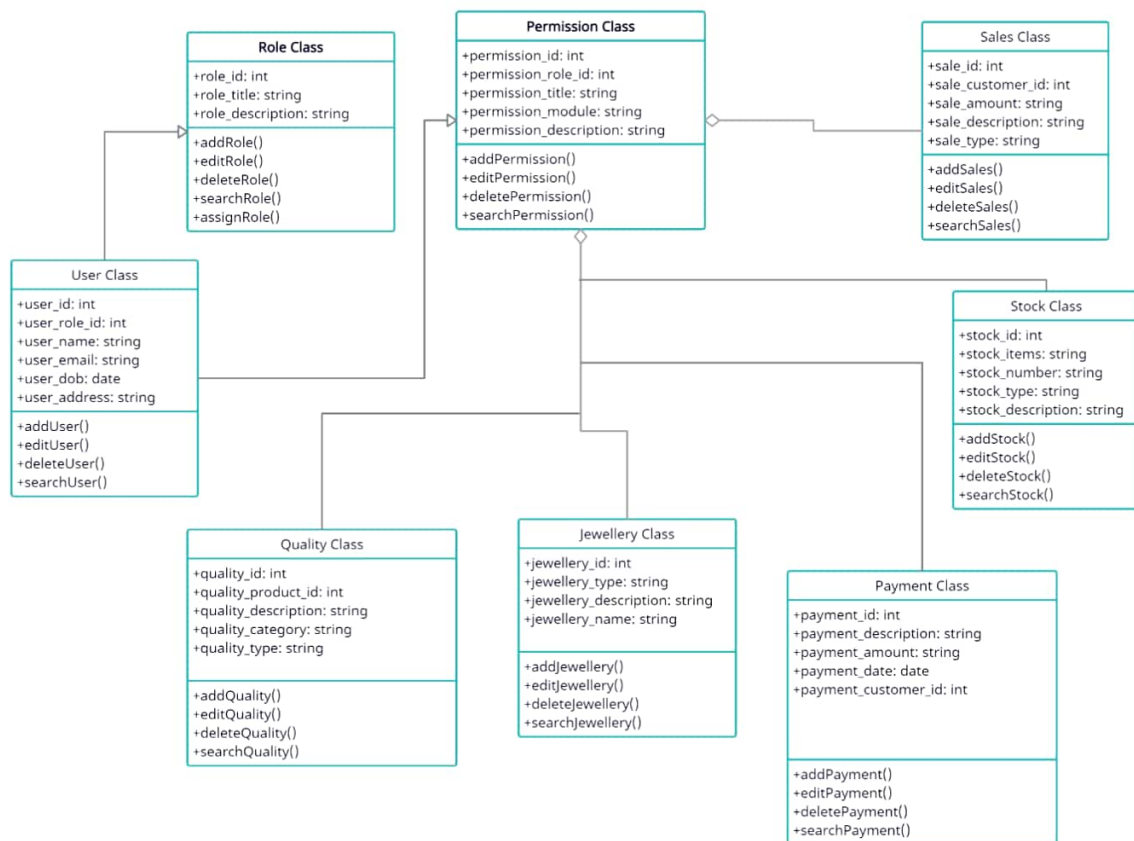 Role Class
+role_id: int
+role_title: string
+role_description: string
+addRole()
+editRole()
+deleteRole()
+searchRole()
+assignRole()
Permission Class
+permission_id: int
+permission_role_id: int
+permission_title: string
+permission_module: string
+permission_description: string
+addPermission()
+editPermission()
+deletePermission()
+searchPermission()
Sales Class
+sale_id: int
+sale_customer_id: int
+sale_amount: string
+sale_description: string
+sale_type: string
+addSales()
+editSales()
+deleteSales()
+searchSales()
User Class
+user_id: int
+user_role_id: int
+user_name: string
+user_email: string
+user_dob: date
+user_address: string
+addUser()
+editUser()
+deleteUser()
+searchUser()
Stock Class
+stock_id: int
+stock_items: string
+stock_number: string
+stock_type: string
+stock_description: string
+addStock()
+editStock()
+deleteStock()
+searchStock()
Quality Class
+quality_id: int
+quality_product_id: int
+quality_description: string
+quality_category: string
+quality_type: string
+addQuality()
+editQuality()
+deleteQuality()
+searchQuality()
Jewellery Class
+jewellery_id: int
+jewellery_type: string
+jewellery_description: string
+jewellery_name: string
+addJewellery()
+editJewellery()
+deleteJewellery()
+searchJewellery()
Payment Class
+payment_id: int
+payment_description: string
+payment_amount: string
+payment_date: date
+payment_customer_id: int
+addPayment()
+editPayment()
+deletePayment()
+searchPayment()